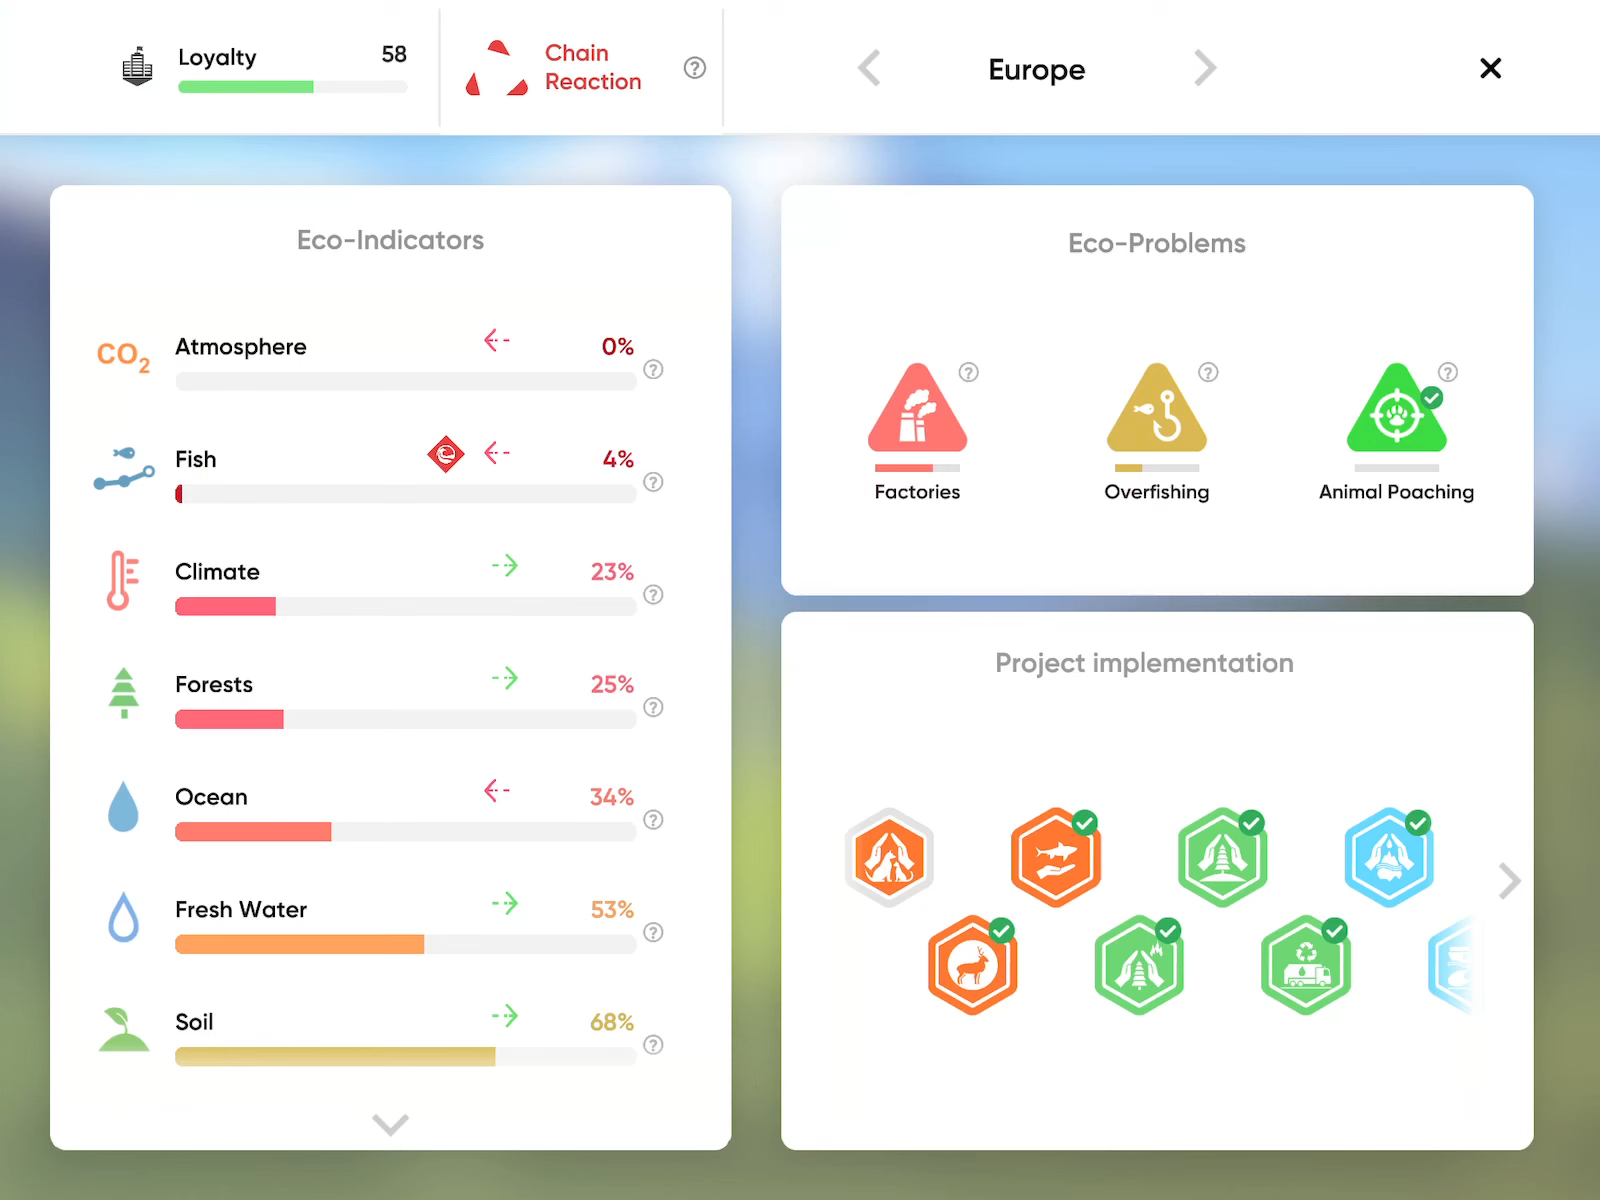 Loyalty
58
Chain
Reaction
?
Europe
Eco-Indicators
CO2
Atmosphere
0%
?
Fish
4%
?
Climate
23%
?
Forests
25%
?
Ocean
34%
?
Fresh Water
53%
?
Soil
68%
?
Eco-Problems
?
?
?
Factories
Overfishing
Animal Poaching
Project implementation